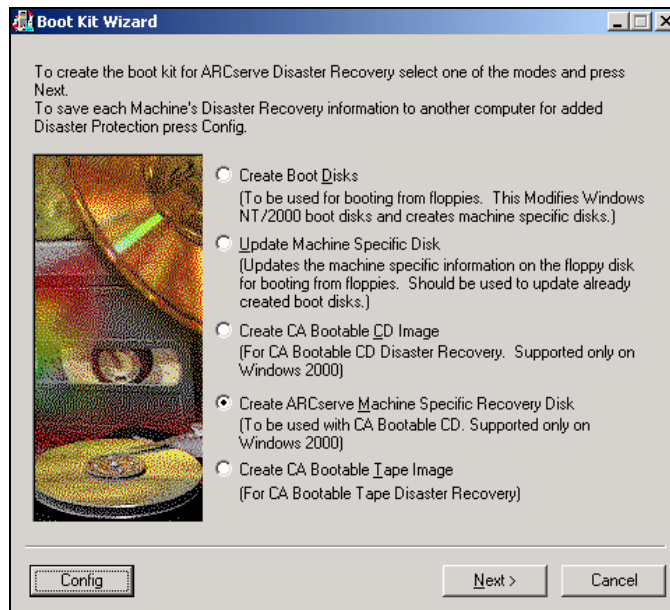 Boot Kit Wizard
To create the boot kit for ARCserve Disaster Recovery select one of the modes and press
Next.
To save each Machine's Disaster Recovery information to another computer for added
Disaster Protection press Config.
Create Boot Disks
(To be used for booting from floppies. This Modifies Windows
NT/2000 boot disks and creates machine specific disks.)
Update Machine Specific Disk
(Updates the machine specific information on the floppy disk
for booting from floppies. Should be used to update already
created boot disks.)
Create CA Bootable CD Image
(For CA Bootable CD Disaster Recovery. Supported only on
Windows 2000)
Create ARCserve Machine Specific Recovery Disk
(To be used with CA Bootable CD. Supported only on
Windows 2000)
Create CA Bootable Tape Image
(For CA Bootable Tape Disaster Recovery)
Config
Next >
Cancel